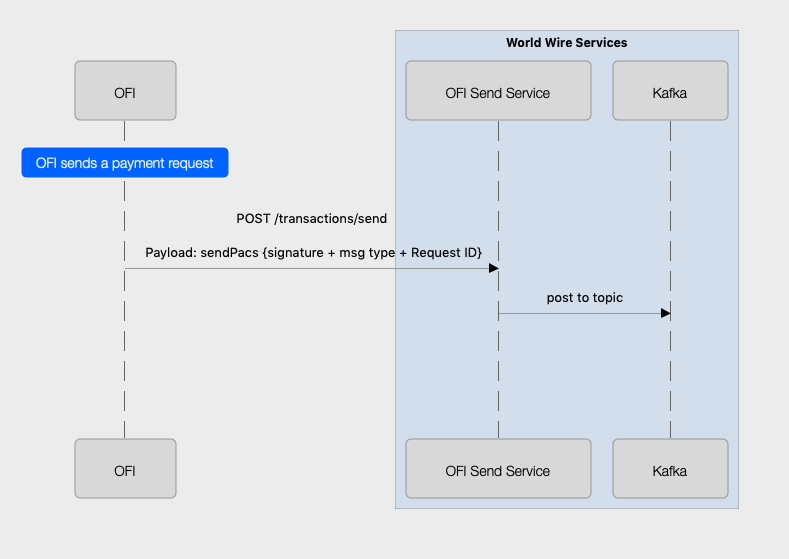 World Wire Services
OFI
OFI Send Service
Kafka
OFI sends a payment request
POST /transactions/send
Payload: sendPacs {signature + msg type + Request ID}
post to topic
OFI
OFI Send Service
Kafka